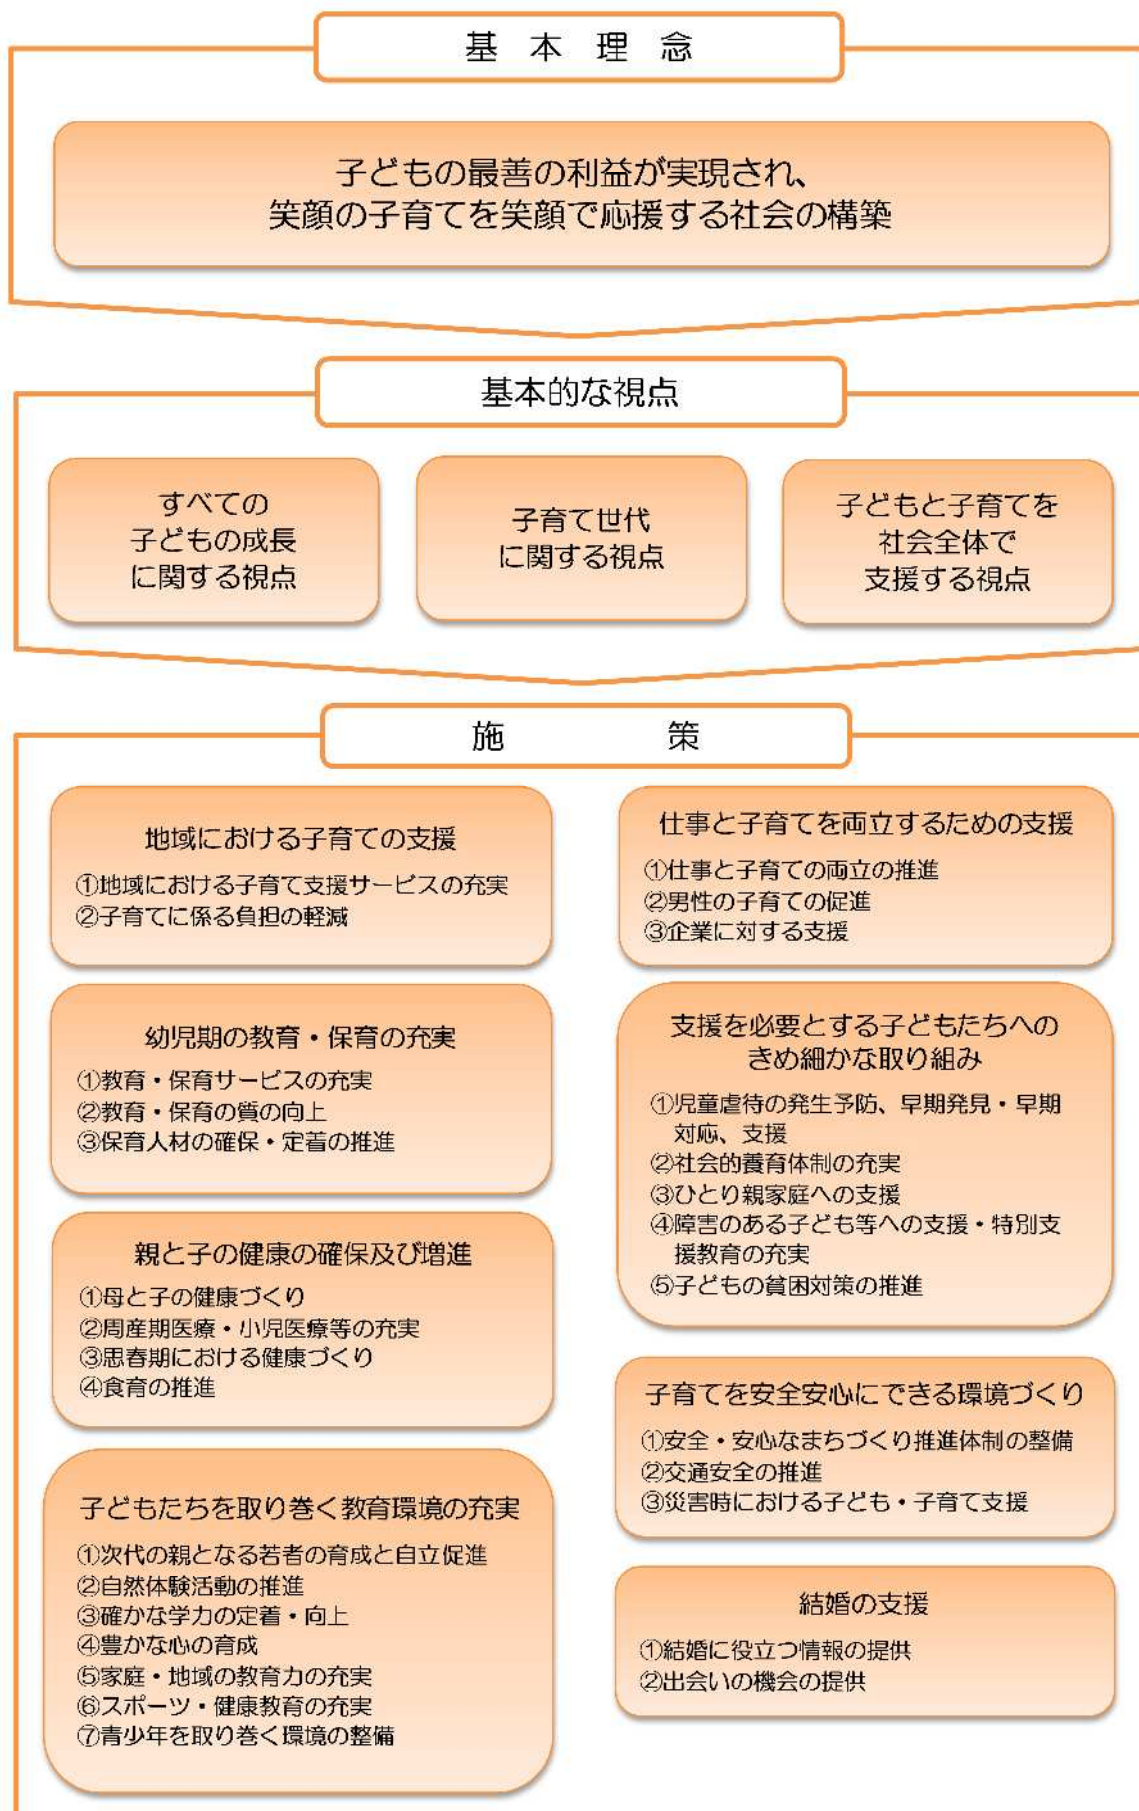 基本理念
子どもの最善の利益が実現され、
笑顔の子育てを笑顔で応援する社会の構築
基本的な視点
すべての
子どもの成長
に関する視点
子育て世代
に関する視点
子どもと子育てを
社会全体で
支援する視点
施策
地域における子育ての支援
①地域における子育て支援サービスの充実
②子育てに係る負担の軽減
幼児期の教育・保育の充実
①教育・保育サービスの充実
②教育・保育の質の向上
③保育人材の確保・定着の推進
親と子の健康の確保及び増進
①母と子の健康づくり
②周産期医療・小児医療等の充実
③思春期における健康づくり
④食育の推進
子どもたちを取り巻く教育環境の充実
①次代の親となる若者の育成と自立促進
②自然体験活動の推進
③確かな学力の定着・向上
④豊かな心の育成
⑤家庭・地域の教育力の充実
⑥スポーツ・健康教育の充実
⑦青少年を取り巻く環境の整備
仕事と子育てを両立するための支援
①仕事と子育ての両立の推進
②男性の子育ての促進
③企業に対する支援
支援を必要とする子どもたちへの
きめ細かな取り組み
①児童虐待の発生予防、早期発見・早期
対応、支援
②社会的養育体制の充実
③ひとり親家庭への支援
④障害のある子ども等への支援・特別支
援教育の充実
⑤子どもの貧困対策の推進
子育てを安全安心にできる環境づくり
①安全・安心なまちづくり推進体制の整備
②交通安全の推進
③災害時における子ども・子育て支援
結婚の支援
①結婚に役立つ情報の提供
②出会いの機会の提供